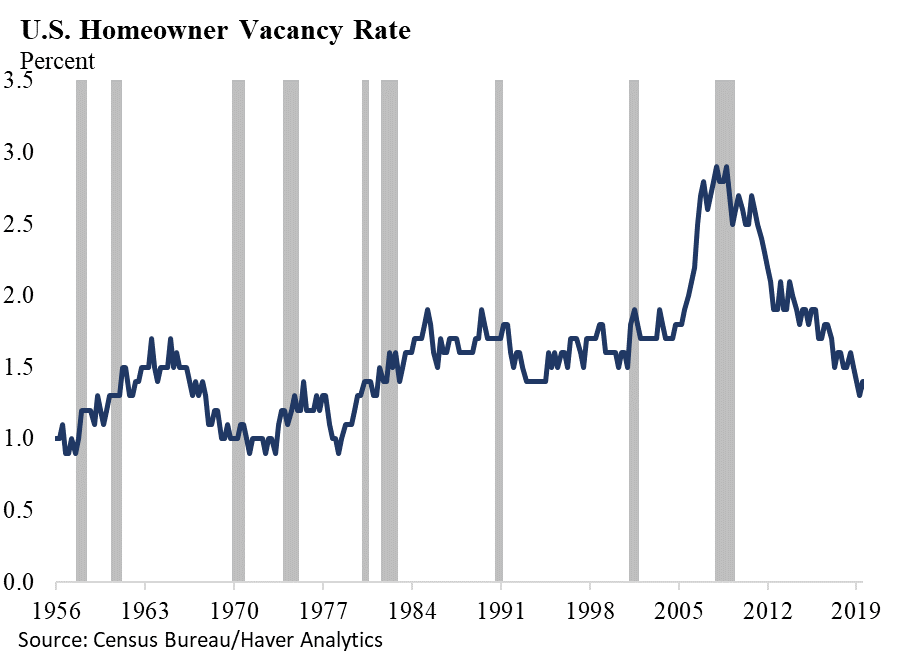 U.S. Homeowner Vacancy Rate
Percent
3.5
3.0
2.5
2.0
1.5
1.0
0.5
0.0
1956 1963 1970 1977 1984 1991 1998 2005 2012 2019
Source: Census Bureau/Haver Analytics